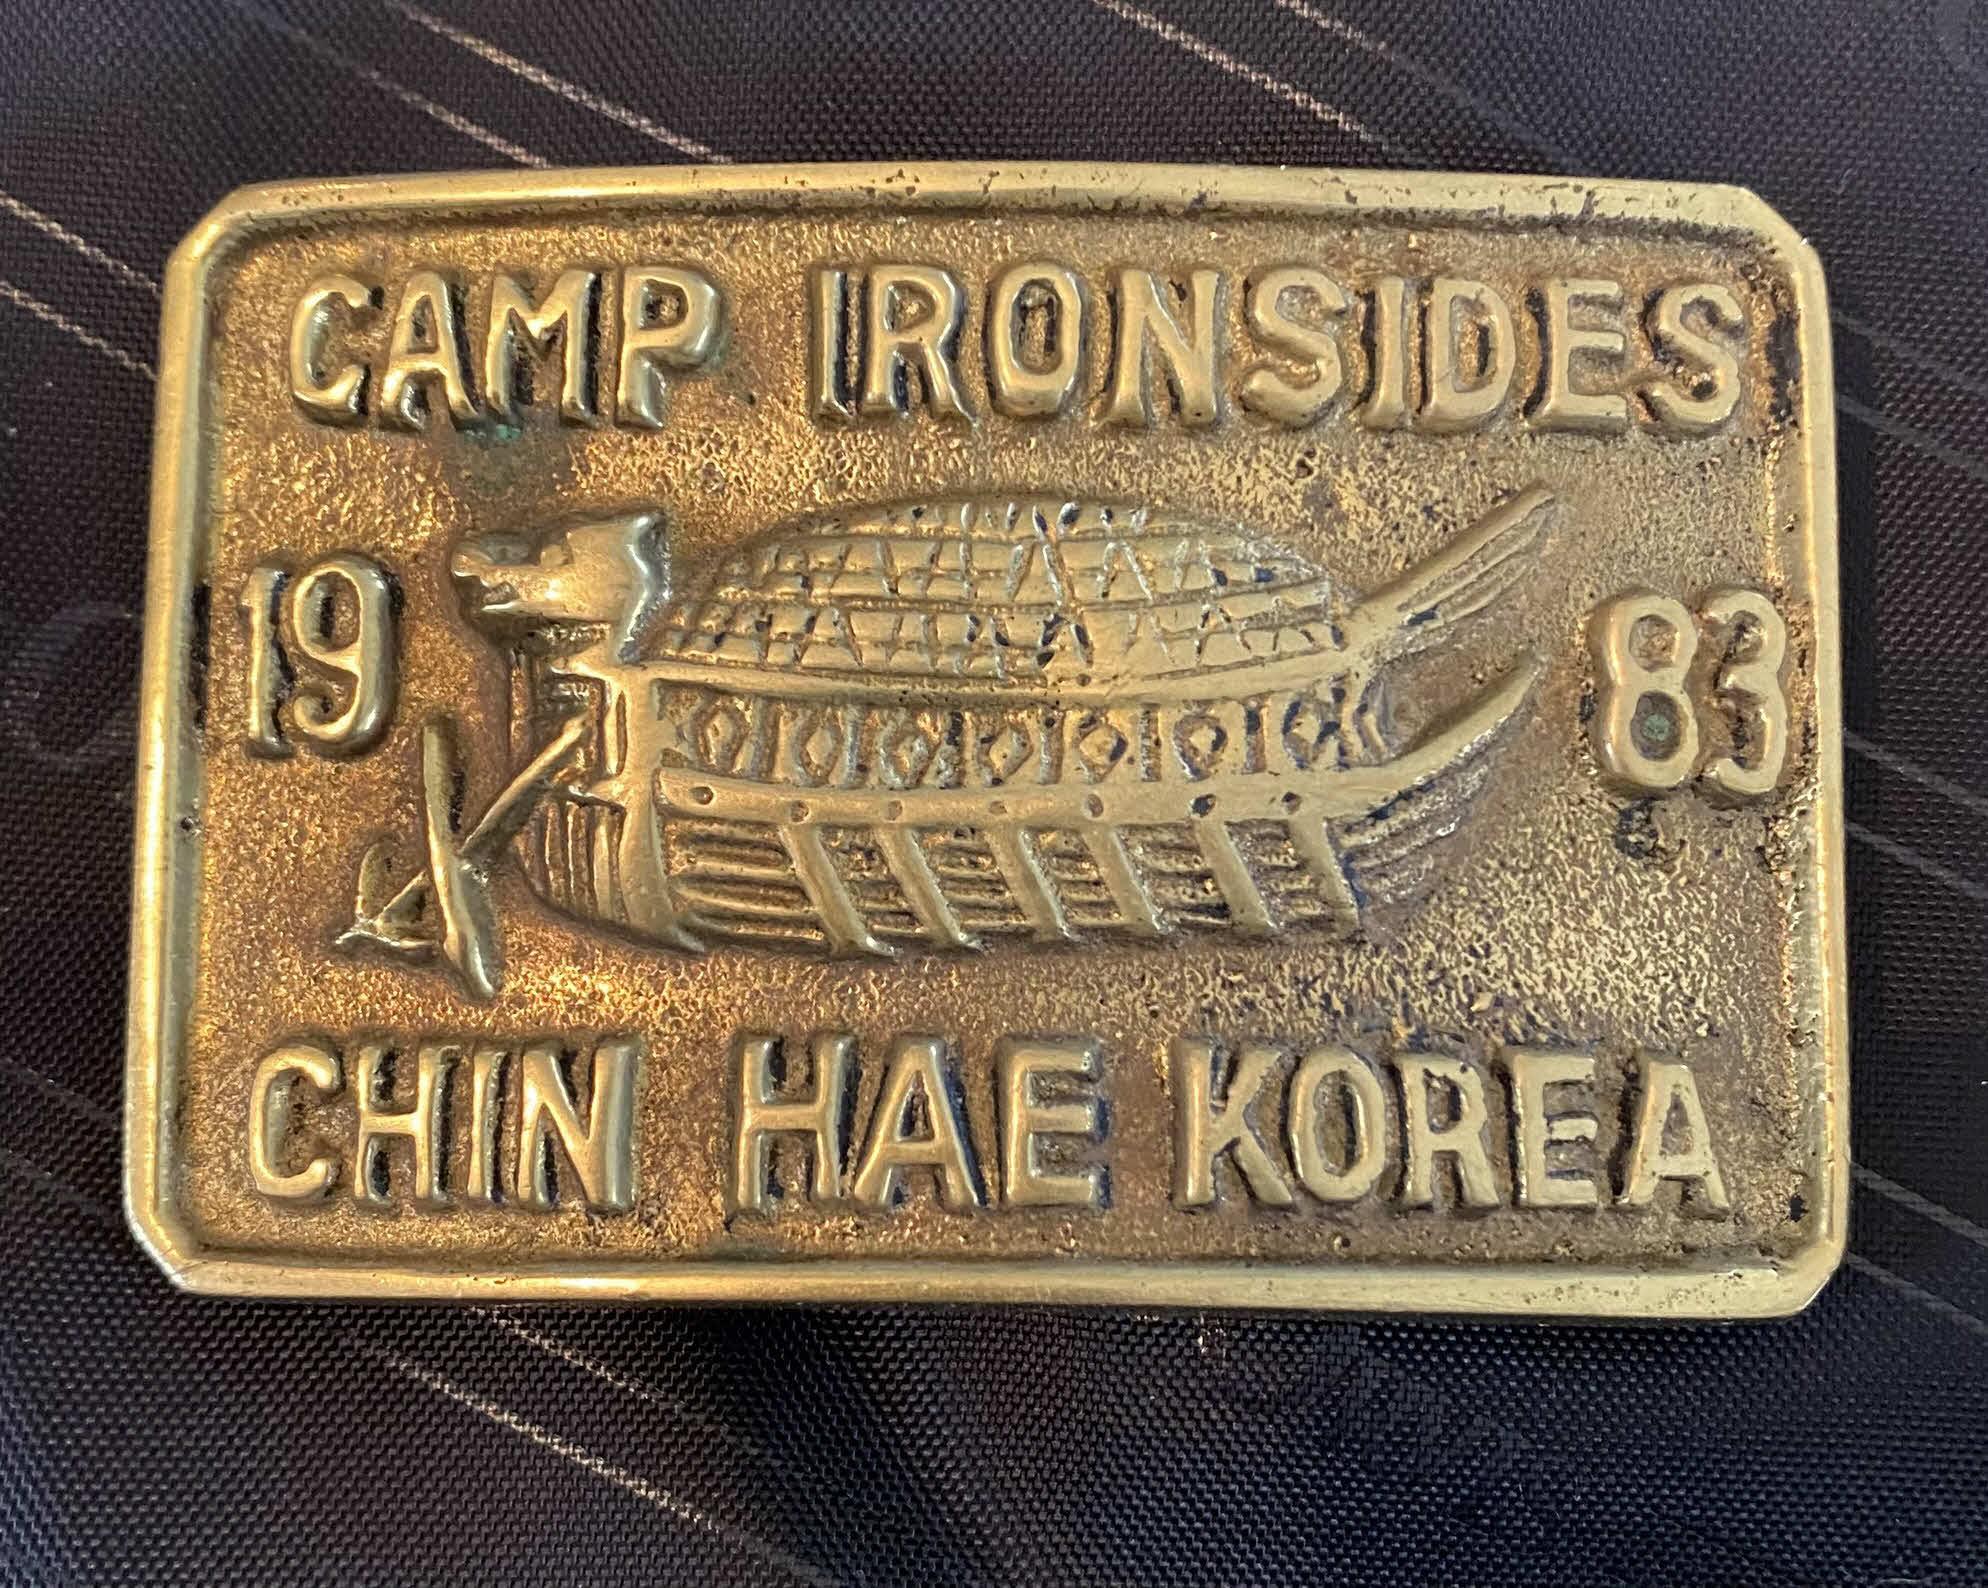 CAMP IRONSIDES
19 83
CHIN HAE KOREA